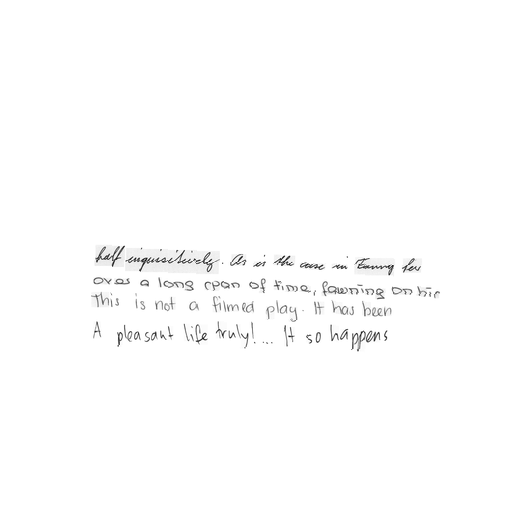 half inquisitively. As is the case in Fanny her
over a long span of time, fawning on his
This is not a filmed play. It has been
A pleasant life truly!... It so happens